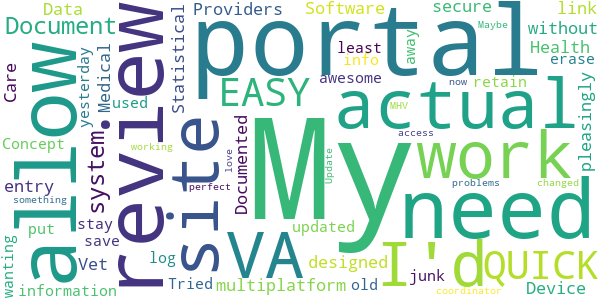 Data
Providers
Software
secure
link
Document
portal
away
without
Health
erase
least
info
awesome
retain
Care
allow
yesterday
Medical
review
used
Statistical
EASY
now
MHV
actual
pleasingly
Concept
system.
site
Documented
My
access
work
working
love
perfect
Update
problems
changed
need
entry
something
stay
put
save
Vet
log
Tried
VA
updated
designed
multiplatform
old
I'd
junk
QUICK
Device
coordinator
wanting
information
Maybe